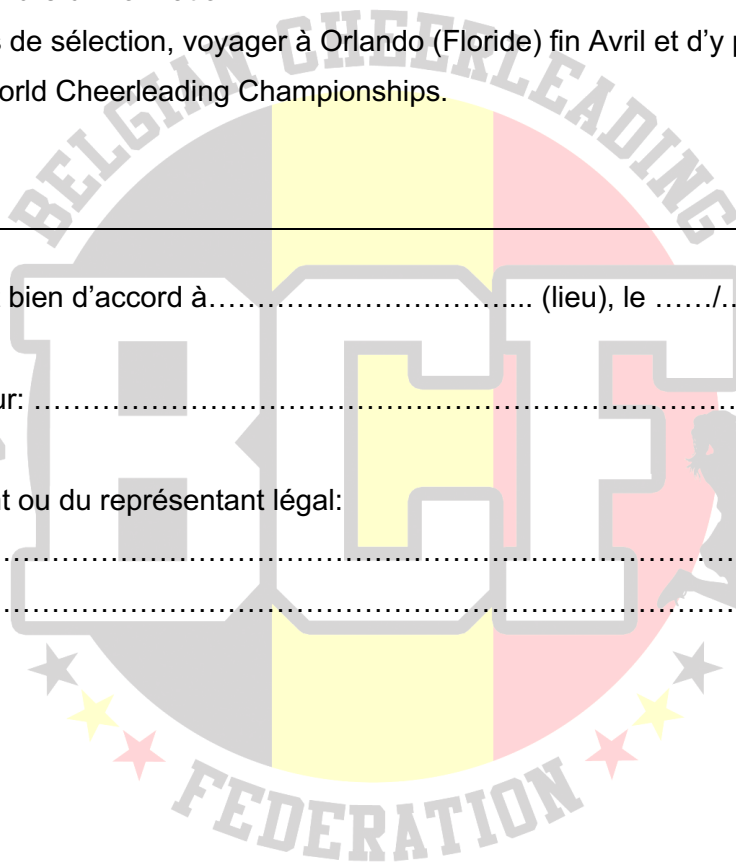 s de sélection, voyager à Orlando (Floride) fin Avril et d'y p
orld Cheerleading Championships.
BELGIAN CHEERLEADING
bien d'accord à…………………………….... (lieu), le ……/..
ur: ……………………………………………………………………….
BCF
t ou du représentant légal:
……………………………………………………………………….
……………………………………………………………………….
FEDERATION